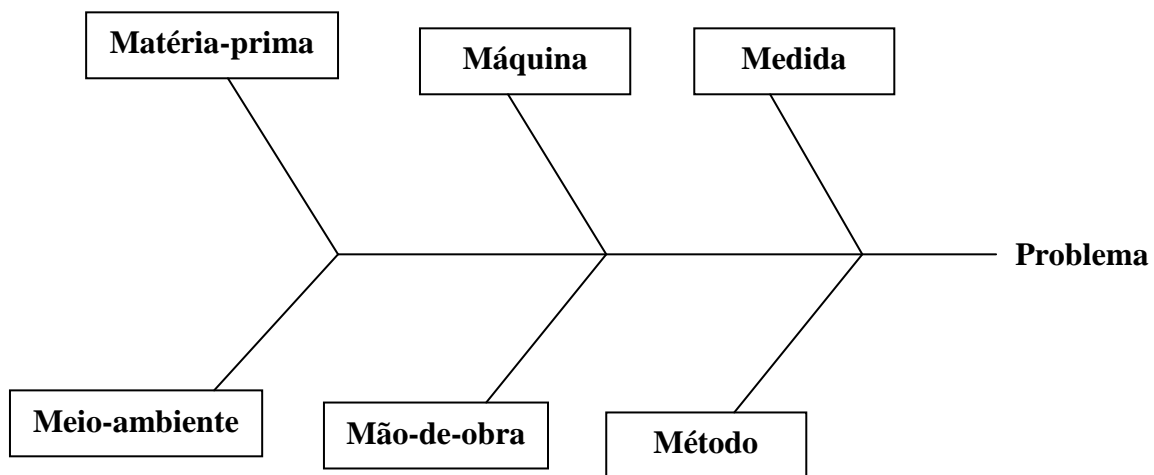 Matéria-prima
Máquina
Medida
Problema
Meio-ambiente
Mão-de-obra
Método